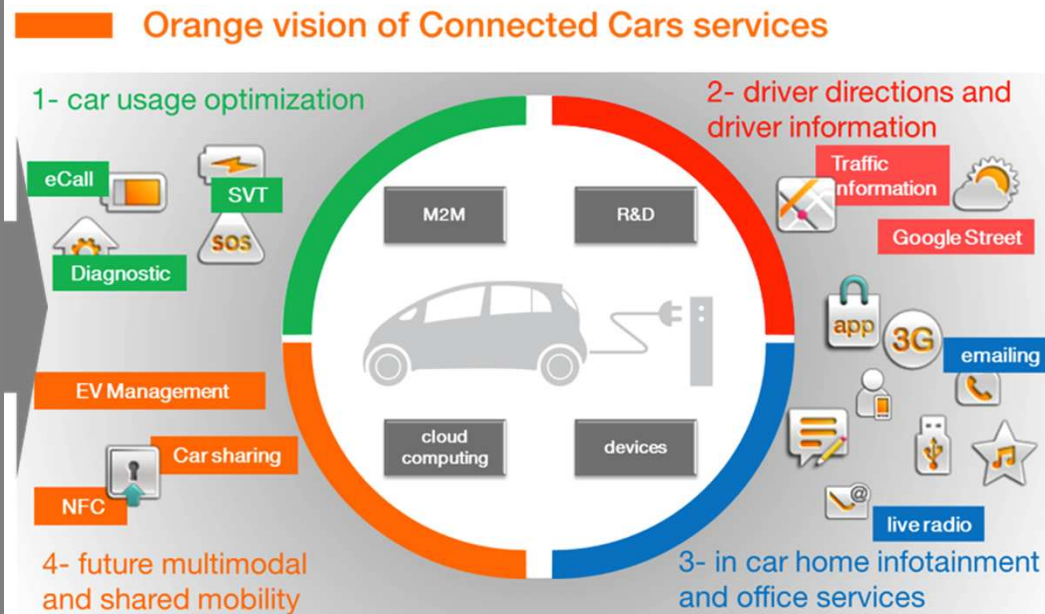 Orange vision of Connected Cars services
1- car usage optimization
eCall
SVT
SOS
Diagnostic
2- driver directions and
driver information
Traffic
information
Google Street
M2M
R&D
cloud
computing
devices
app
3G
emailing
@
live radio
3- in car home infotainment
and office services
EV Management
Car sharing
NFC
4- future multimodal
and shared mobility